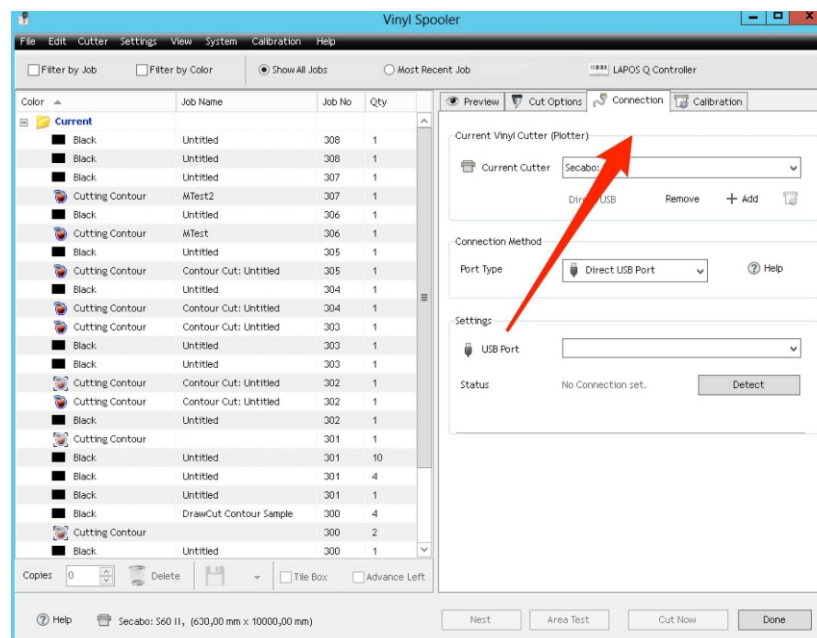 Vinyl Spooler
File Edit Cutter Settings View System Calibration Help
Filter by Job Filter by Color Show All Jobs Most Recent Job LAPOS Q Controller
Color Job Name Job No Qty
Current
Black Untitled 308 1
Black Untitled 308 1
Black Untitled 307 1
Cutting Contour MTest2 307 1
Black Untitled 306 1
Cutting Contour MTest 306 1
Black Untitled 305 1
Cutting Contour Contour Cut: Untitled 305 1
Black Untitled 304 1
Cutting Contour Contour Cut: Untitled 304 1
Cutting Contour Contour Cut: Untitled 303 1
Black Untitled 303 1
Black Untitled 303 1
Cutting Contour Contour Cut: Untitled 302 1
Cutting Contour Contour Cut: Untitled 302 1
Black Untitled 302 1
Cutting Contour 301 1
Black Untitled 301 10
Black Untitled 301 4
Black Untitled 301 1
Black DrawCut Contour Sample 300 4
Cutting Contour 300 2
Black Untitled 300 1
Copies 0 Delete Tile Box Advance Left
Preview Cut Options Connection Calibration
Current Vinyl Cutter (Plotter)
Current Cutter Secabo:
USB Remove + Add
Connection Method
Port Type Direct USB Port Help
Settings
USB Port
Status No Connection set. Detect
Help Secabo: S60 II, (630,00 mm x 10000,00 mm) Nest Area Test Cut Now Done